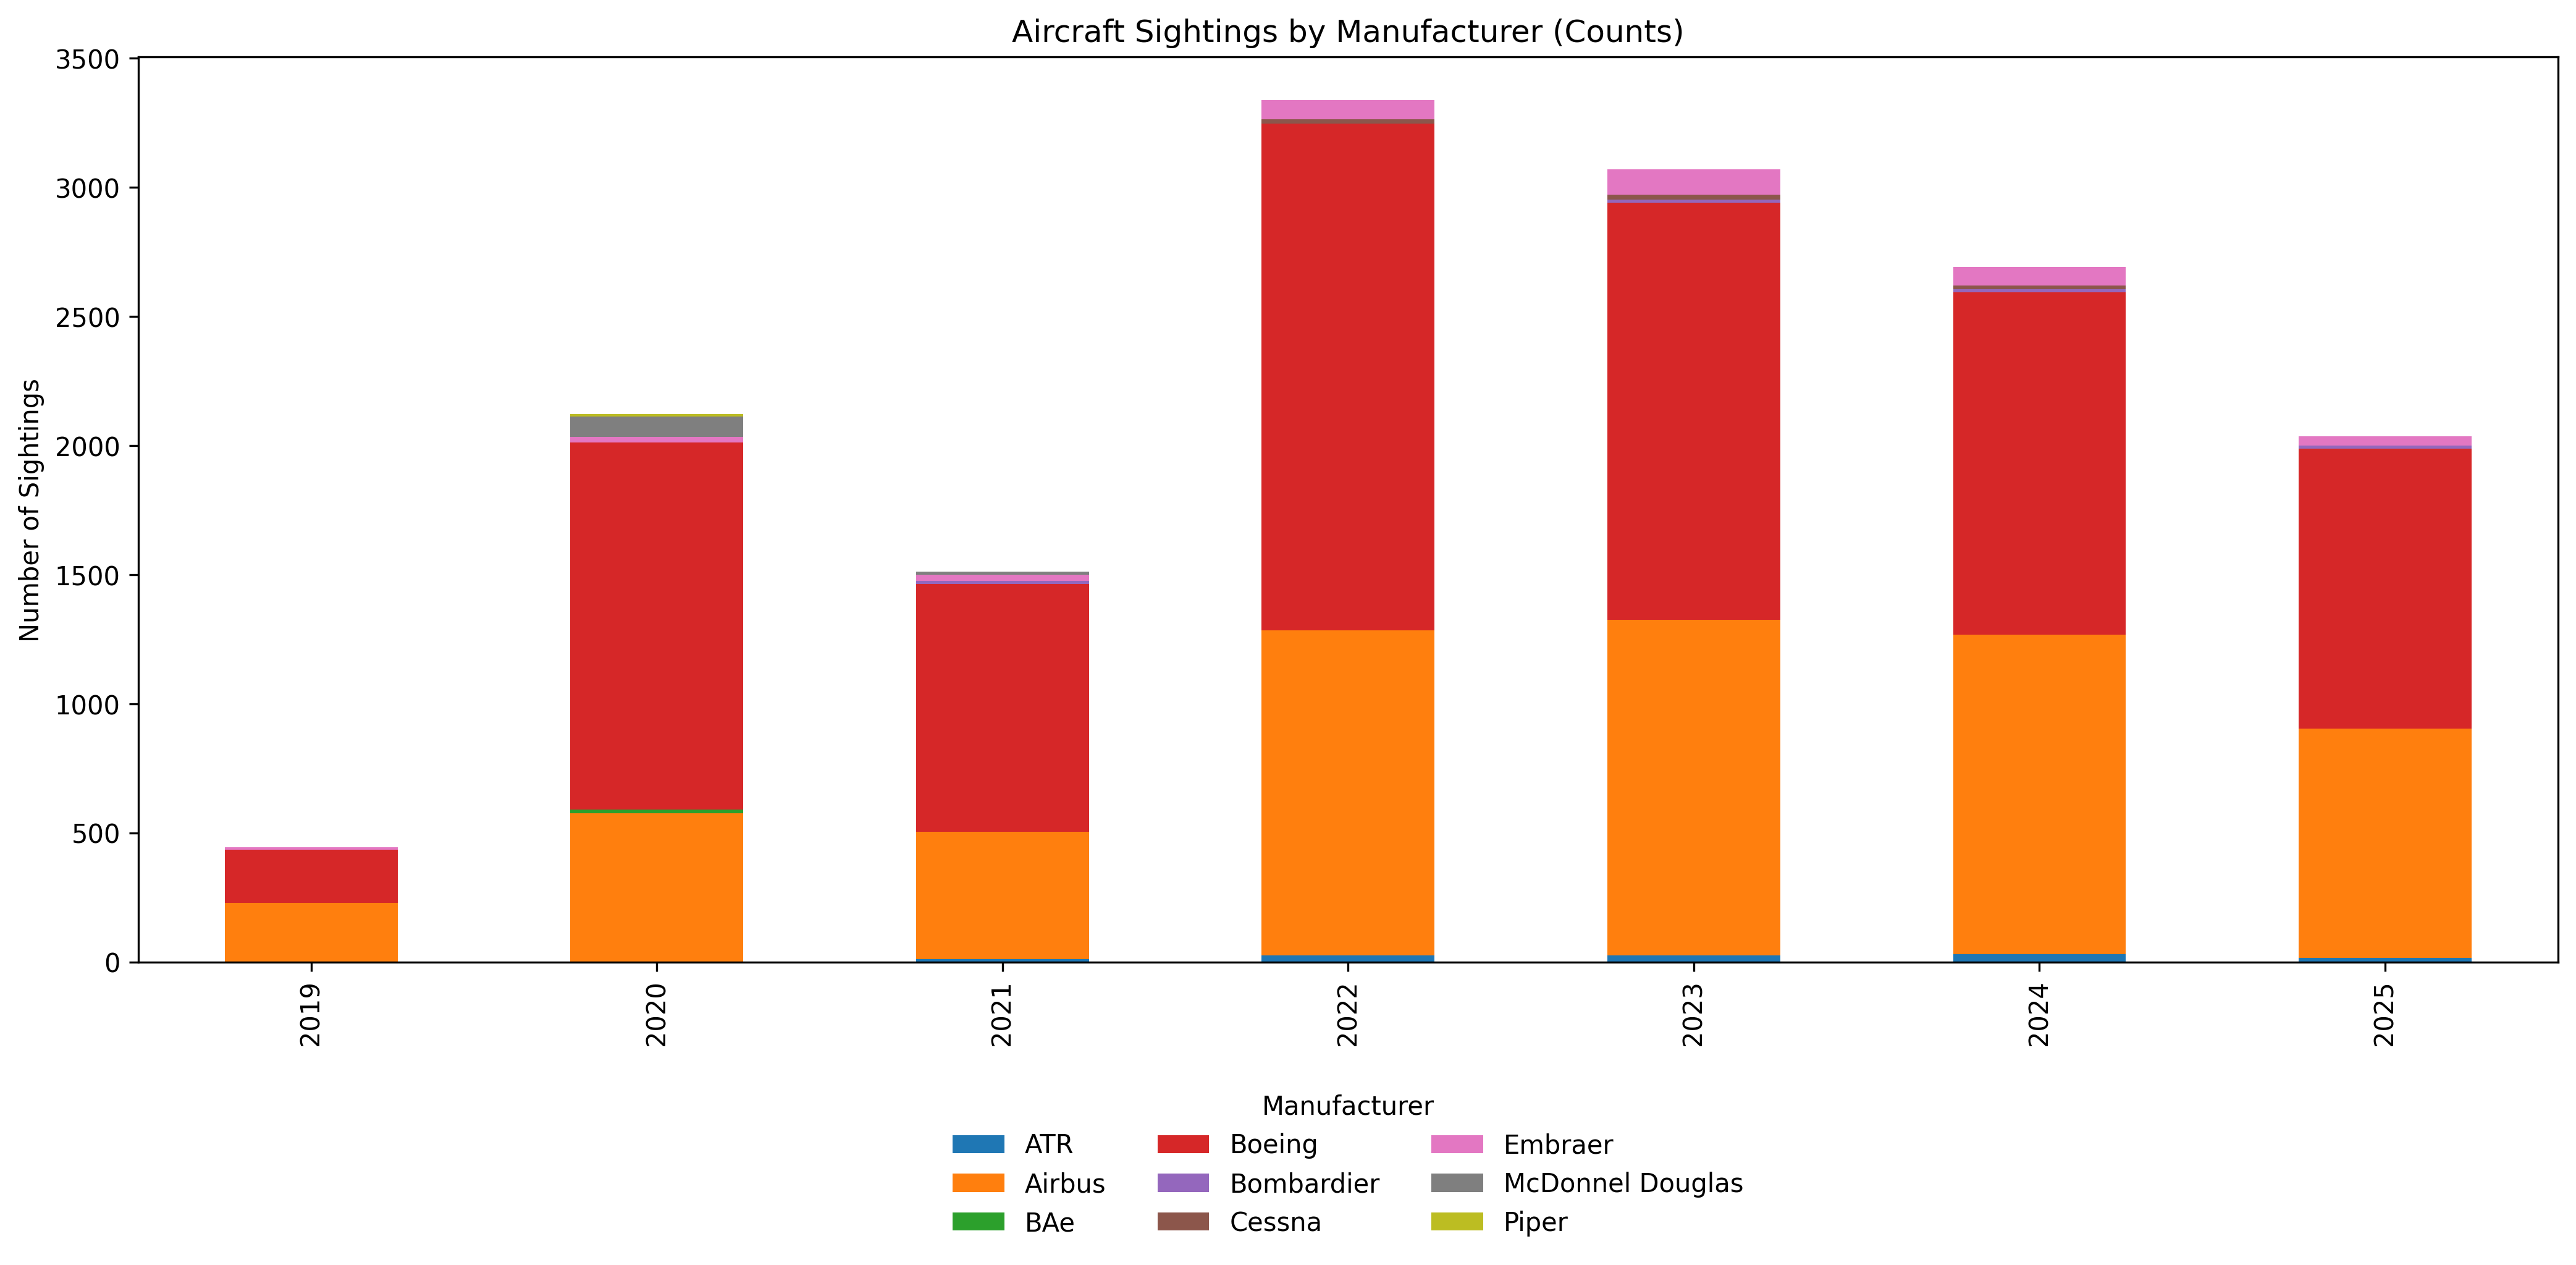 Aircraft Sightings by Manufacturer (Counts)
Number of Sightings
3500
3000
2500
2000
1500
1000
500
0
2019
2020
2021
2022
2023
2024
2025
Manufacturer
ATR
Airbus
BAe
Boeing
Bombardier
Cessna
Embraer
McDonnel Douglas
Piper